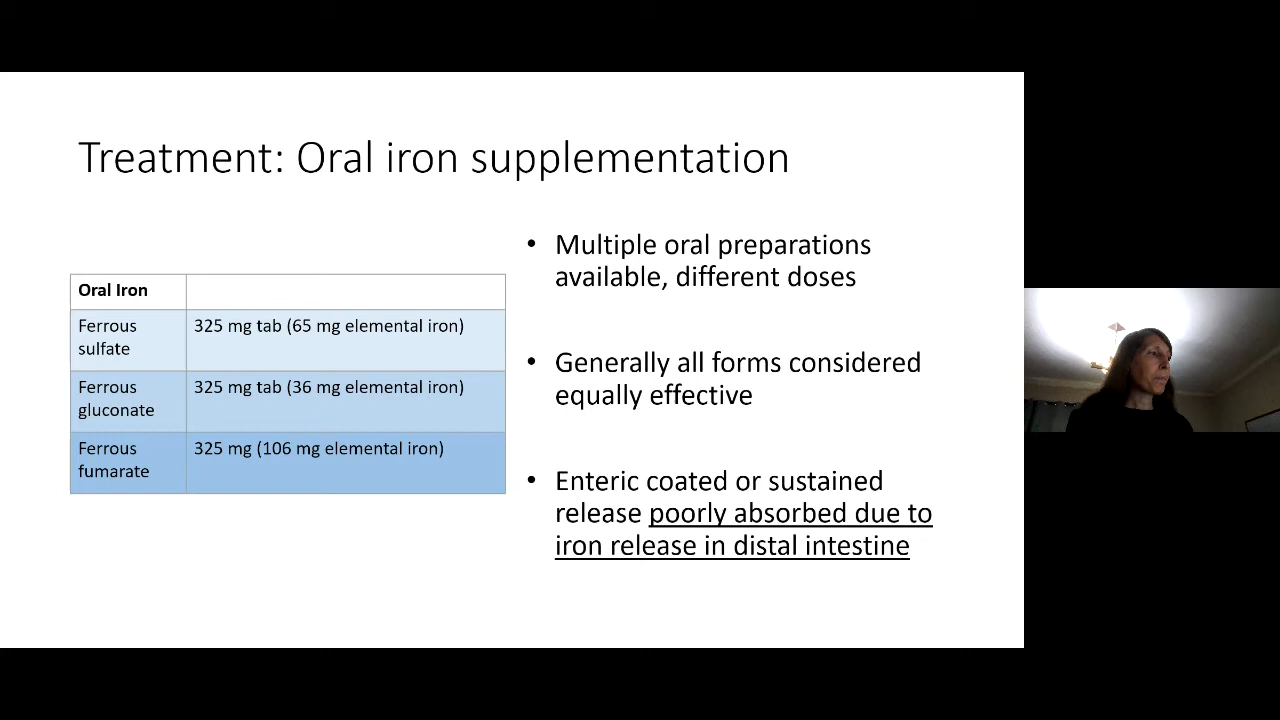 Treatment: Oral iron supplementation
Oral Iron
Ferrous
sulfate
325 mg tab (65 mg elemental iron)
Ferrous
gluconate
325 mg tab (36 mg elemental iron)
Ferrous
fumarate
325 mg (106 mg elemental iron)
• Multiple oral preparations
available, different doses
• Generally all forms considered
equally effective
• Enteric coated or sustained
release poorly absorbed due to
iron release in distal intestine